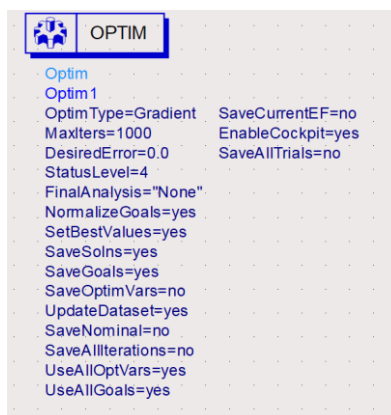 OPTIM
Optim
Optim1
OptimType=Gradient SaveCurrentEF=no
MaxIters=1000 EnableCockpit=yes
DesiredError=0.0 SaveAllTrials=no
StatusLevel=4
FinalAnalysis="None"
NormalizeGoals=yes
SetBestValues=yes
SaveSolns=yes
SaveGoals=yes
SaveOptimVars=no
UpdateDataset=yes
SaveNominal=no
SaveAllIterations=no
UseAllOptVars=yes
UseAllGoals=yes